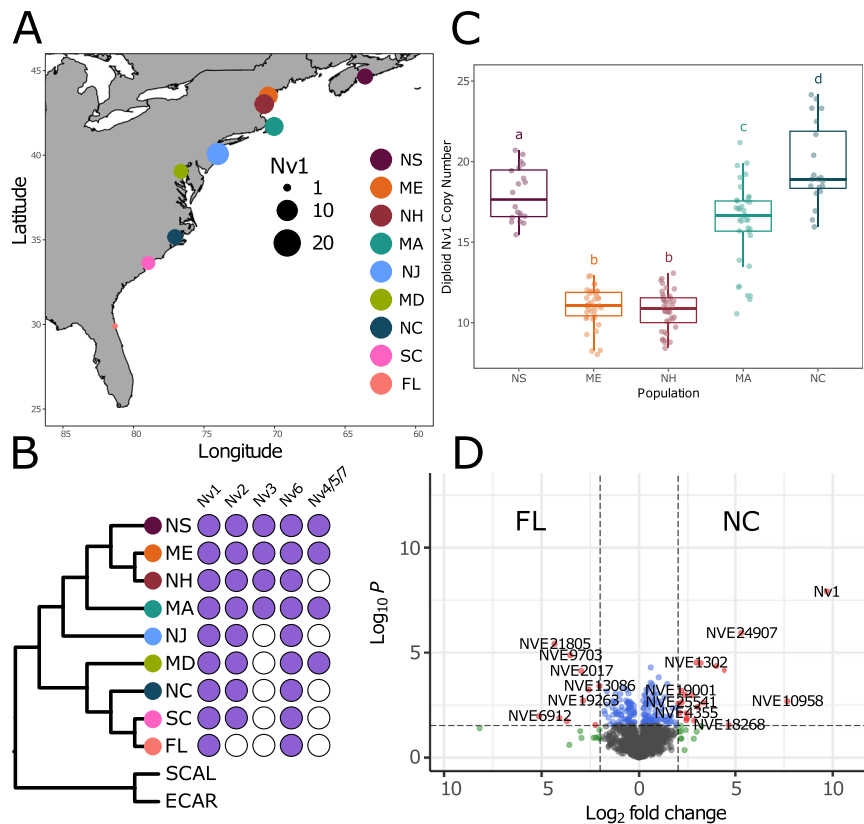 A
Latitude
45
40
35
30
25
85
80
75
70
65
60
Longitude
Nv1
1
10
20
NS
ME
NH
MA
NJ
MD
NC
SC
FL
C
Diploid Nv1 Copy Number
25
20
15
10
a
b
b
c
d
NS ME NH MA NC
Population
B
Nv1 Nv2 Nv3 Nv6 Nv4/5/7
NS
ME
NH
MA
NJ
MD
NC
SC
FL
SCAL
ECAR
D
FL NC
Log10 P
10
5
0
Nv1
NVE24907
NVE21805
NVE9703
NVE1302
NVE2017
NVE13086
NVE19001
NVE19263
NVE25541
NVE10958
NVE4355
NVE6912
NVE18268
10 5 0 5 10
Log2 fold change